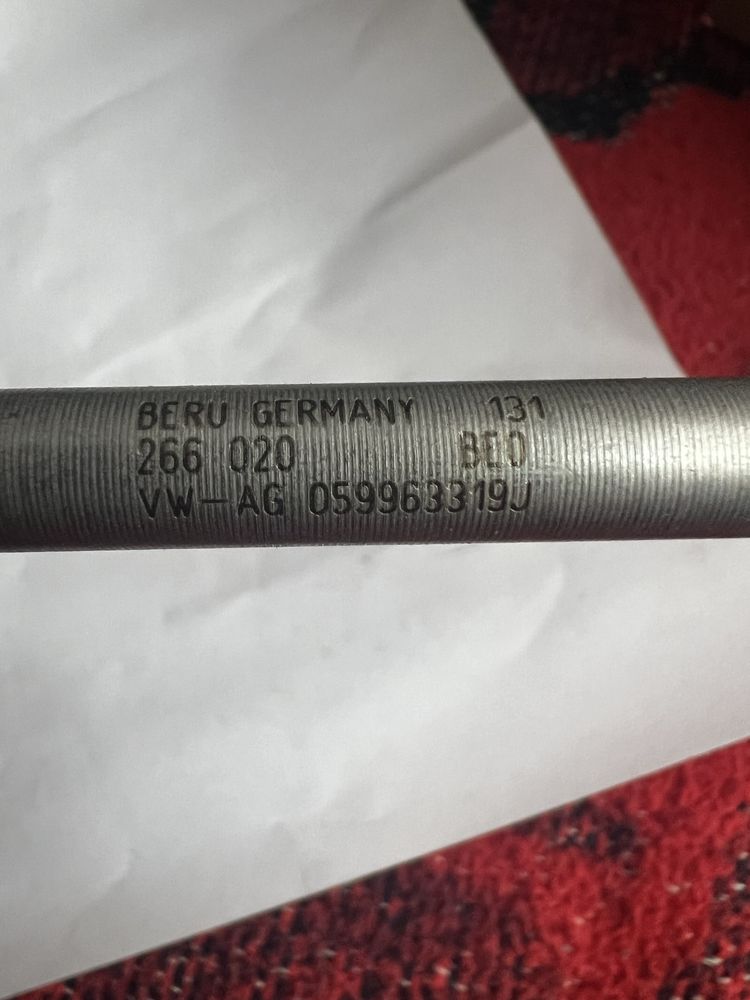 BERU GERMANY 131
266 020 BE0
VW-AG 059963319J